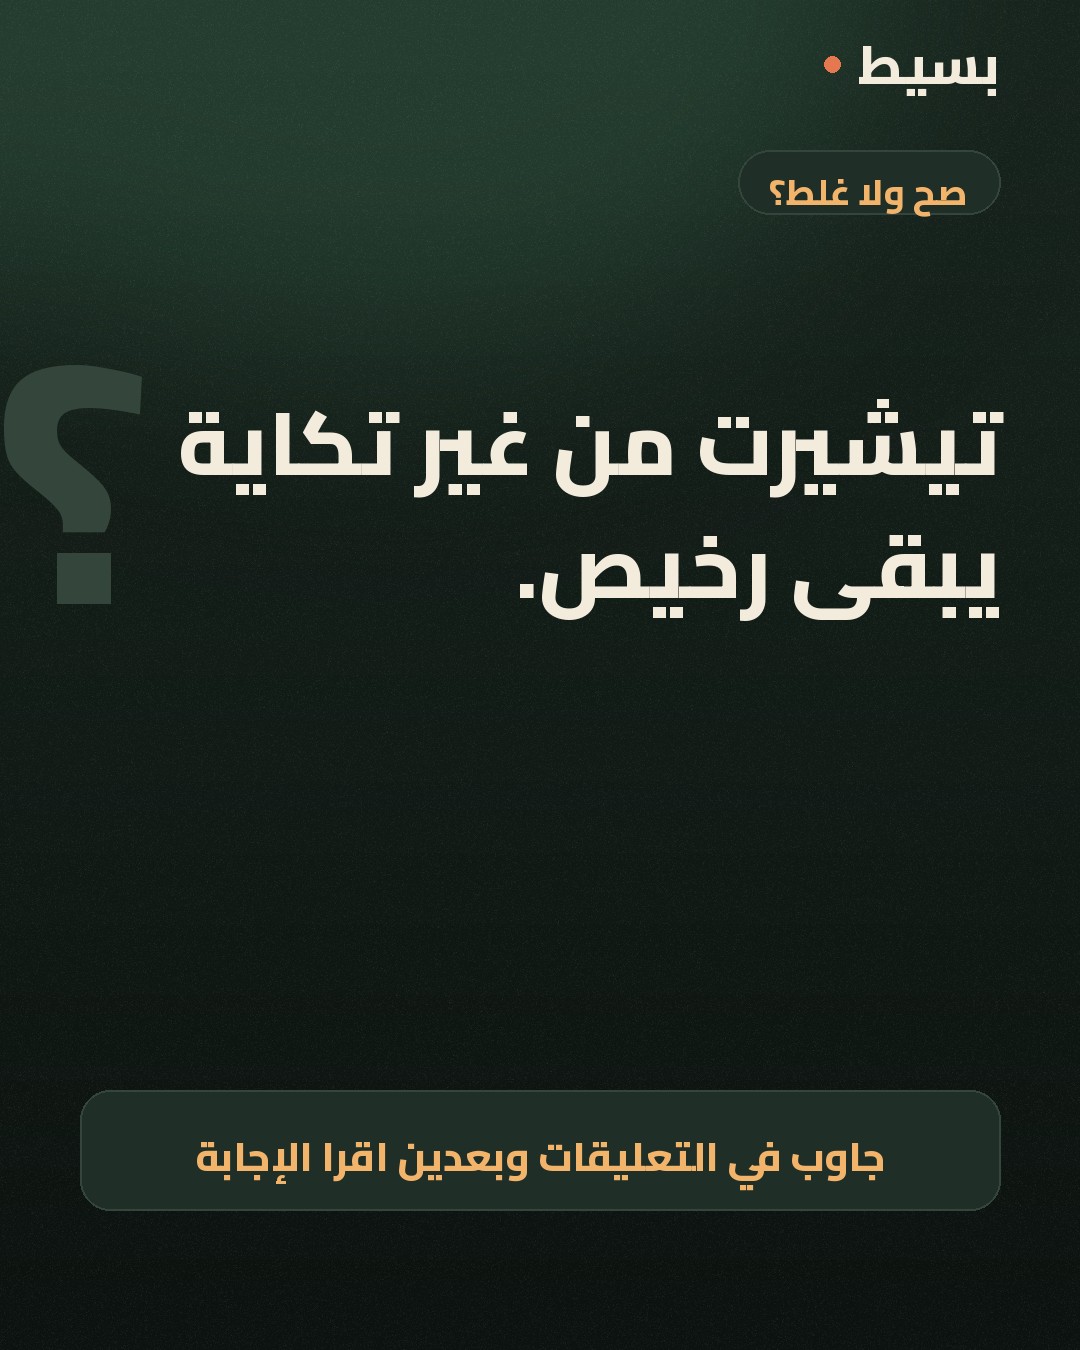 بسيط
صح ولا غلط؟
تيشيرت من غير تكاية
يبقى رخيص.
؟
جاوب في التعليقات وبعدين اقرا الإجابة